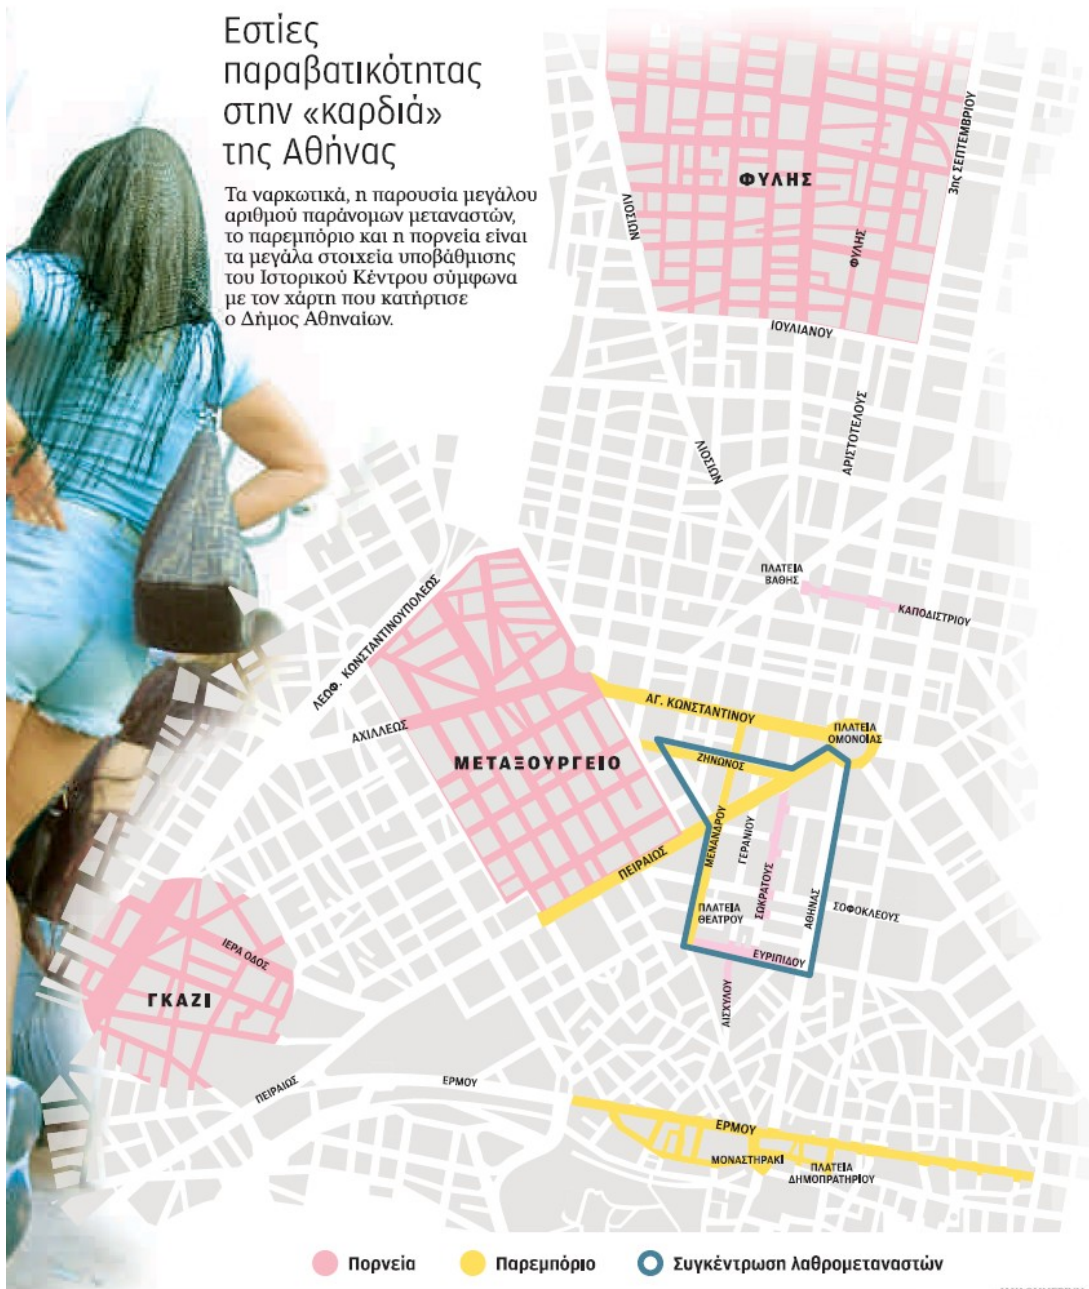 Εστίες
παραβατικότητας
στην «καρδιά»
της Αθήνας
Τα ναρκωτικά, η παρουσία μεγάλου
αριθμού παράνομων μεταναστών,
το παρεμπόριο και η πορνεία είναι
τα μεγάλα στοιχεία υποβάθμισης
του Ιστορικού Κέντρου σύμφωνα
με τον χάρτη που κατήρτισε
ο Δήμος Αθηναίων.
3ης ΣΕΠΤΕΜΒΡΙΟΥ
ΦΥΛΗΣ
ΛΙΟΣΙΩΝ
ΦΥΛΗΣ
ΙΟΥΛΙΑΝΟΥ
ΑΡΙΣΤΟΤΕΛΟΥΣ
ΛΙΟΣΙΩΝ
ΠΛΑΤΕΙΑ
ΒΑΘΗΣ
ΚΑΠΟΔΙΣΤΡΙΟΥ
ΛΕΩΦ. ΚΩΝΣΤΑΝΤΙΝΟΥΠΟΛΕΩΣ
ΑΧΙΛΛΕΩΣ
ΑΓ. ΚΩΝΣΤΑΝΤΙΝΟΥ
ΠΛΑΤΕΙΑ
ΟΜΟΝΟΙΑΣ
ΜΕΤΑΞΟΥΡΓΕΙΟ
ΖΗΝΩΝΟΣ
ΜΕΝΑΝΔΡΟΥ
ΓΕΡΑΝΙΟΥ
ΠΕΙΡΑΙΩΣ
ΣΩΚΡΑΤΟΥΣ
ΑΘΗΝΑΣ
ΣΟΦΟΚΛΕΟΥΣ
ΠΛΑΤΕΙΑ
ΘΕΑΤΡΟΥ
ΕΥΡΙΠΙΔΟΥ
ΙΕΡΑ ΟΔΟΣ
ΓΚΑΖΙ
ΑΙΣΧΥΛΟΥ
ΠΕΙΡΑΙΩΣ
ΕΡΜΟΥ
ΕΡΜΟΥ
ΜΟΝΑΣΤΗΡΑΚΙ
ΠΛΑΤΕΙΑ
ΔΗΜΟΠΡΑΤΗΡΙΟΥ
Πορνεία
Παρεμπόριο
Συγκέντρωση λαθρομεταναστών